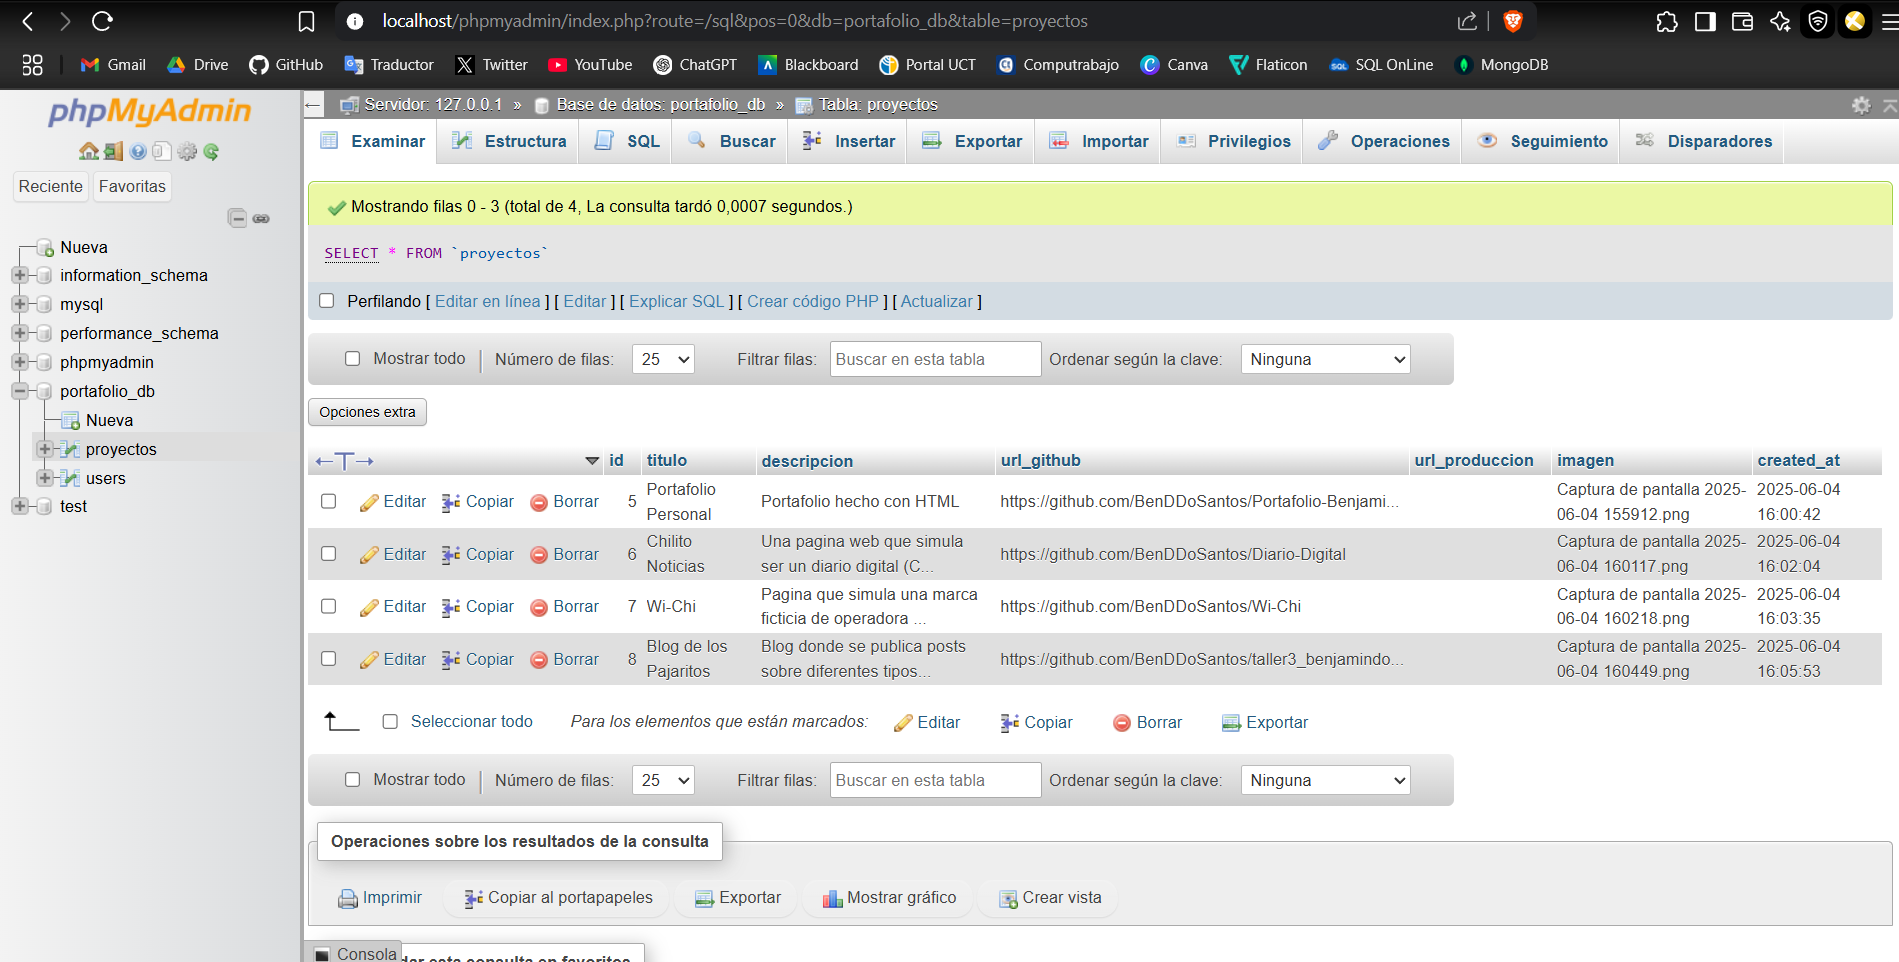 localhost/phpmyadmin/index.php?route=/sql&pos=0&db=portafolio_db&table=proyectos
Gmail Drive GitHub Traductor Twitter YouTube ChatGPT Blackboard Portal UCT Computrabajo Canva Flaticon SQL OnLine MongoDB
phpMyAdmin
Reciente Favoritas
Nueva
information_schema
mysql
performance_schema
phpmyadmin
portafolio_db
Nueva
proyectos
users
test
Servidor: 127.0.0.1 » Base de datos: portafolio_db » Tabla: proyectos
Examinar Estructura SQL Buscar Insertar Exportar Importar Privilegios Operaciones Seguimiento Disparadores
Mostrando filas 0 - 3 (total de 4, La consulta tardó 0,0007 segundos.)
SELECT * FROM `proyectos`
Perfilando [ Editar en línea ] [ Editar ] [ Explicar SQL ] [ Crear código PHP ] [ Actualizar ]
Mostrar todo Número de filas: 25 Filtrar filas: Buscar en esta tabla Ordenar según la clave: Ninguna
Opciones extra
id titulo descripcion url_github url_produccion imagen created_at
Editar Copiar Borrar 5 Portafolio Personal Portafolio hecho con HTML https://github.com/BenDDoSantos/Portafolio-Benjami... Captura de pantalla 2025-06-04 155912.png 2025-06-04 16:00:42
Editar Copiar Borrar 6 Chilito Noticias Una pagina web que simula ser un diario digital (C... https://github.com/BenDDoSantos/Diario-Digital Captura de pantalla 2025-06-04 160117.png 2025-06-04 16:02:04
Editar Copiar Borrar 7 Wi-Chi Pagina que simula una marca ficticia de operadora ... https://github.com/BenDDoSantos/Wi-Chi Captura de pantalla 2025-06-04 160218.png 2025-06-04 16:03:35
Editar Copiar Borrar 8 Blog de los Pajaritos Blog donde se publica posts sobre diferentes tipos... https://github.com/BenDDoSantos/taller3_benjamindo... Captura de pantalla 2025-06-04 160449.png 2025-06-04 16:05:53
Seleccionar todo Para los elementos que están marcados: Editar Copiar Borrar Exportar
Mostrar todo Número de filas: 25 Filtrar filas: Buscar en esta tabla Ordenar según la clave: Ninguna
Operaciones sobre los resultados de la consulta
Imprimir Copiar al portapapeles Exportar Mostrar gráfico Crear vista
Consola esta consulta en favoritos